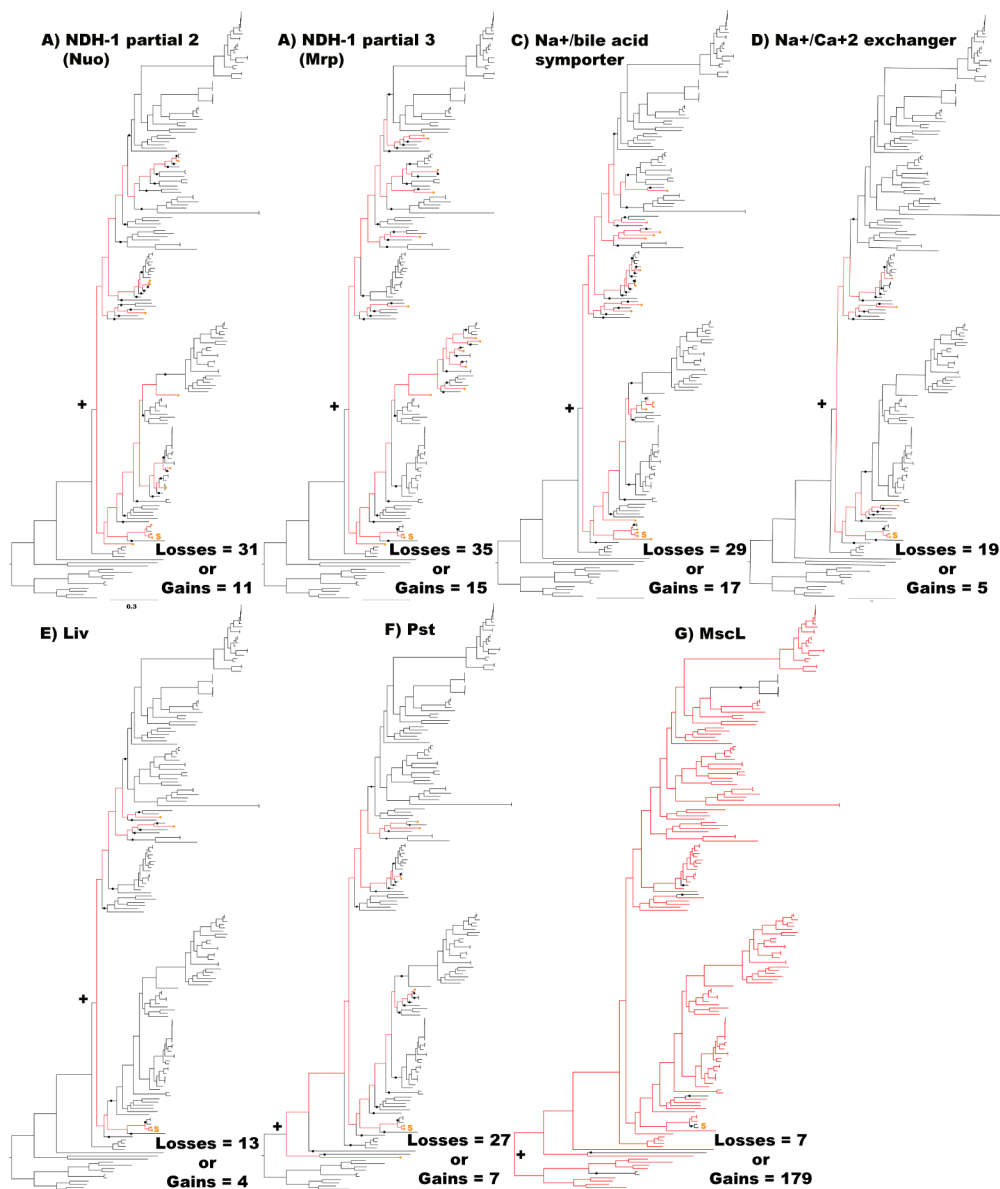 A) NDH-1 partial 2
(Nuo)
A) NDH-1 partial 3
(Mrp)
C) Na+/bile acid
symporter
D) Na+/Ca+2 exchanger
+
+
+
+
S
S
S
S
Losses = 31
or
Gains = 11
Losses = 35
or
Gains = 15
Losses = 29
or
Gains = 17
Losses = 19
or
Gains = 5
0.3
E) Liv
F) Pst
G) MscL
+
+
+
S
S
S
Losses = 13
or
Gains = 4
Losses = 27
or
Gains = 7
Losses = 7
or
Gains = 179